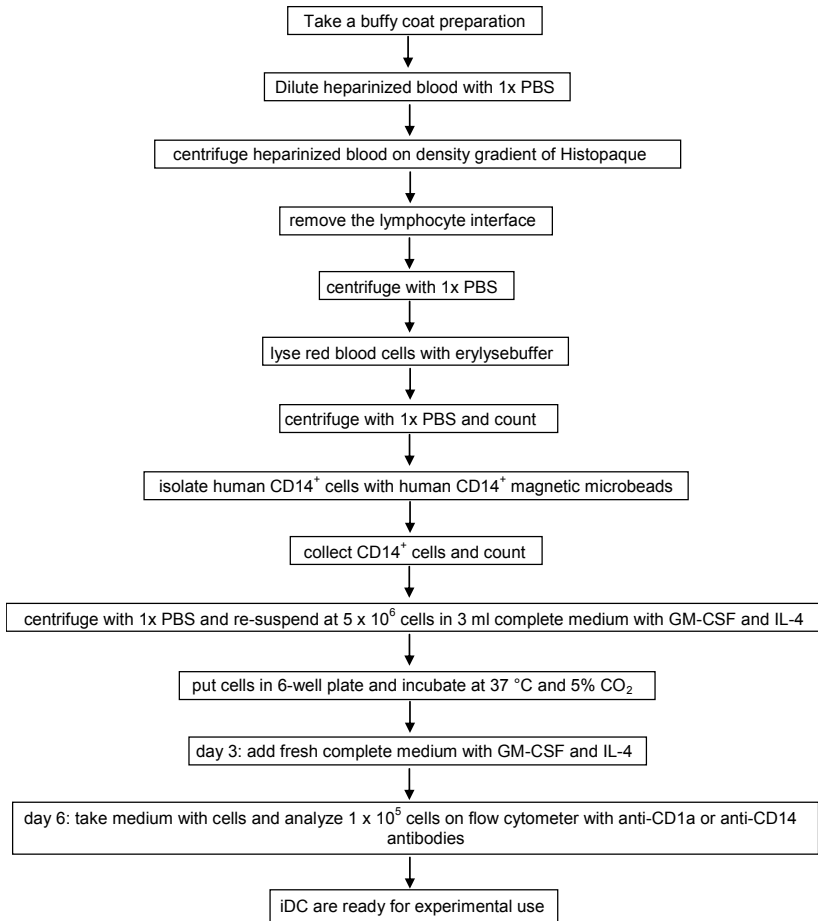 Take a buffy coat preparation
Dilute heparinized blood with 1x PBS
centrifuge heparinized blood on density gradient of Histopaque
remove the lymphocyte interface
centrifuge with 1x PBS
lyse red blood cells with erylysebuffer
centrifuge with 1x PBS and count
isolate human CD14⁺ cells with human CD14⁺ magnetic microbeads
collect CD14⁺ cells and count
centrifuge with 1x PBS and re-suspend at 5 x 10⁶ cells in 3 ml complete medium with GM-CSF and IL-4
put cells in 6-well plate and incubate at 37 °C and 5% CO₂
day 3: add fresh complete medium with GM-CSF and IL-4
day 6: take medium with cells and analyze 1 x 10⁵ cells on flow cytometer with anti-CD1a or anti-CD14
antibodies
iDC are ready for experimental use